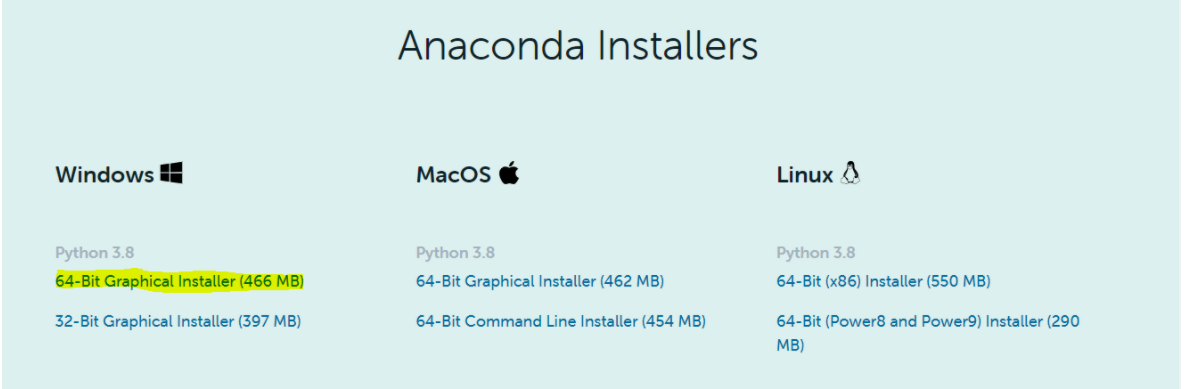 Anaconda Installers
Windows
Python 3.8
64-Bit Graphical Installer (466 MB)
32-Bit Graphical Installer (397 MB)
MacOS
Python 3.8
64-Bit Graphical Installer (462 MB)
64-Bit Command Line Installer (454 MB)
Linux
Python 3.8
64-Bit (x86) Installer (550 MB)
64-Bit (Power8 and Power9) Installer (290
MB)